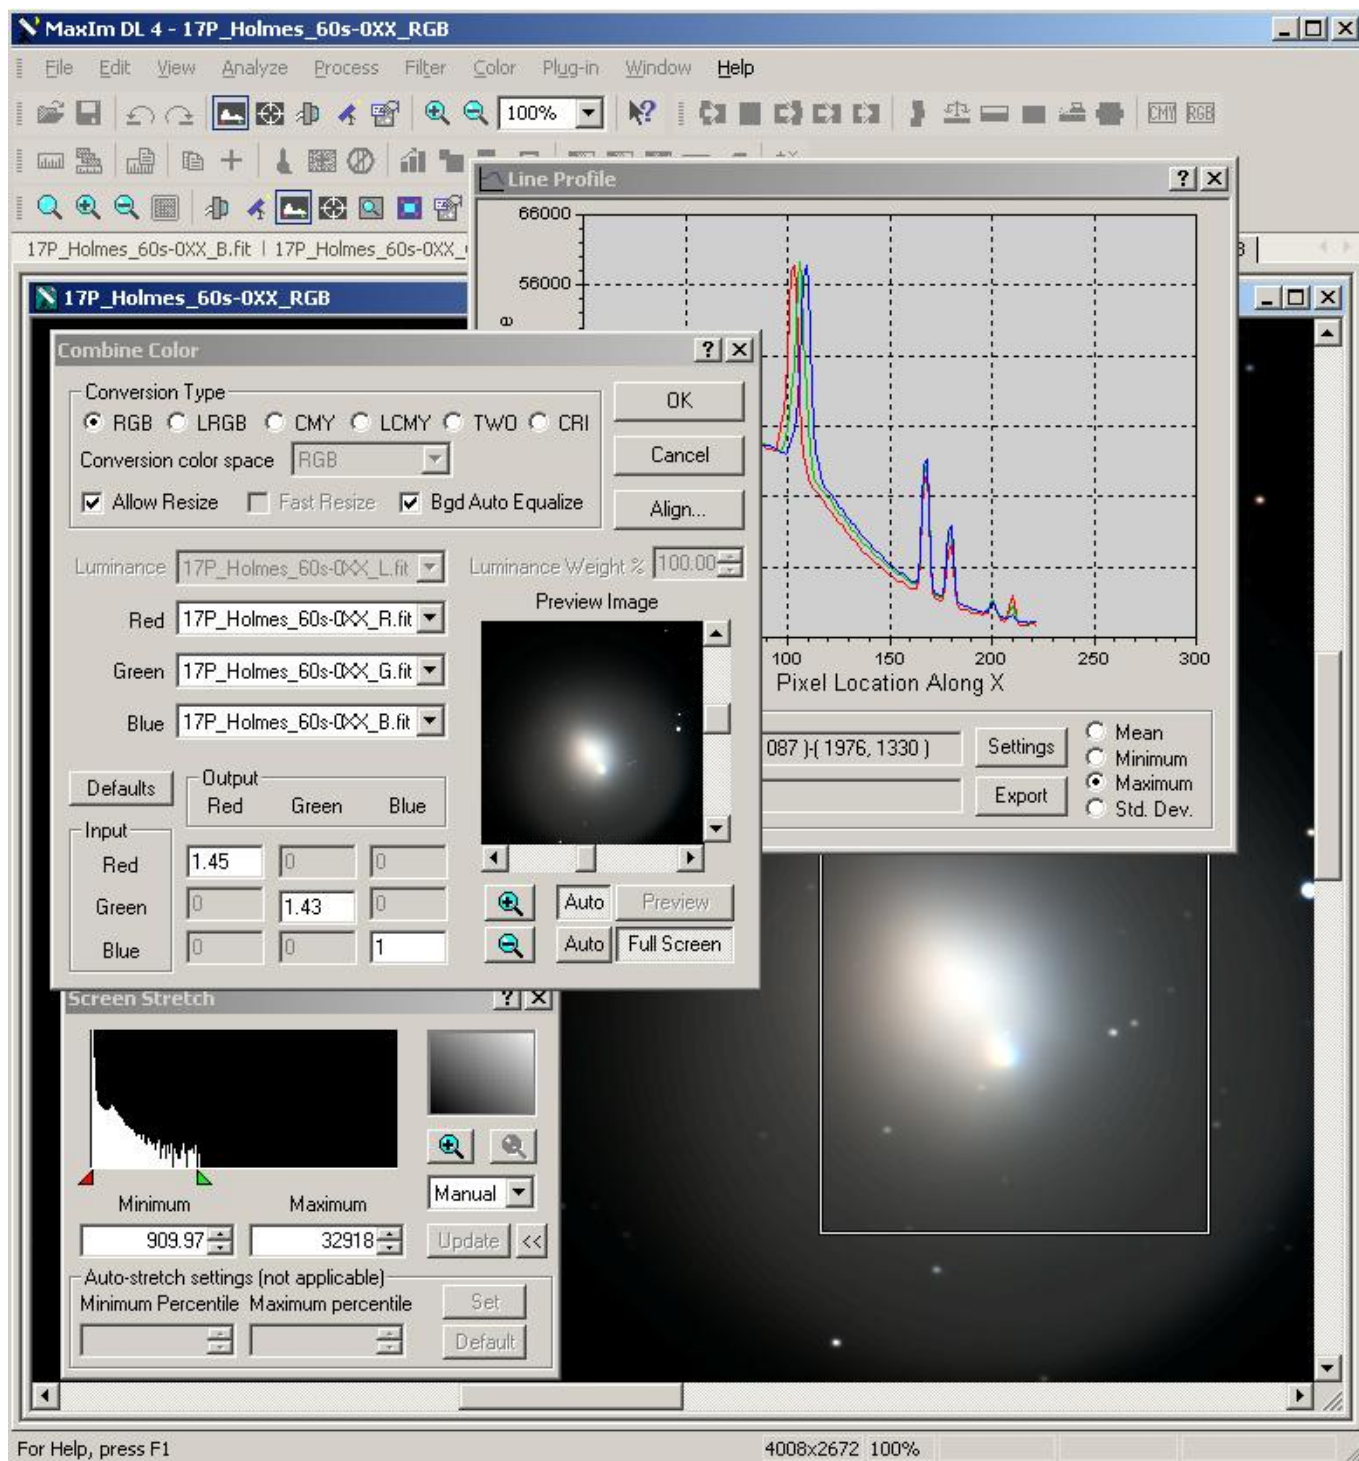 MaxIm DL 4 - 17P_Holmes_60s-0XX_RGB
File Edit View Analyze Process Filter Color Plug-in Window Help
100%
CMY RGB
17P_Holmes_60s-0XX_B.fit | 17P_Holmes_60s-0XX_
Line Profile
66000
56000
e
100 150 200 250 300
Pixel Location Along X
087 )-( 1976, 1330 )
Settings
Export
Mean
Minimum
Maximum
Std. Dev.
17P_Holmes_60s-0XX_RGB
Combine Color
Conversion Type
RGB LRGB CMY LCMY TWO CRI
Conversion color space RGB
Allow Resize Fast Resize Bgd Auto Equalize
OK
Cancel
Align...
Luminance 17P_Holmes_60s-0XX_L.fit Luminance Weight % 100.00
Red 17P_Holmes_60s-0XX_R.fit
Green 17P_Holmes_60s-0XX_G.fit
Blue 17P_Holmes_60s-0XX_B.fit
Preview Image
Defaults
Output
Red Green Blue
Input
Red 1.45 0 0
Green 0 1.43 0
Blue 0 0 1
Auto Preview
Auto Full Screen
Screen Stretch
Minimum Maximum
909.97 32918
Manual
Update <<
Auto-stretch settings (not applicable)
Minimum Percentile Maximum percentile
Set
Default
For Help, press F1
4008x2672 100%